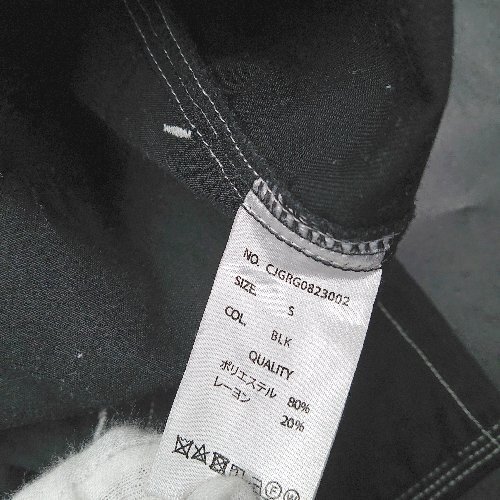 NO. CJGRG0823002
SIZE. S
COL. BLK
QUALITY
ポリエステル 80%
レーヨン 20%